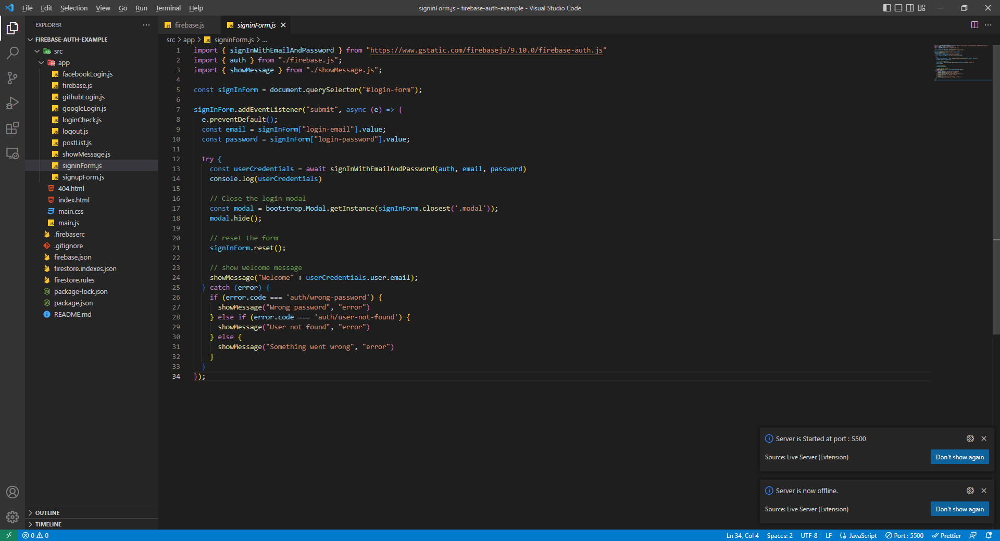 File Edit Selection View Go Run Terminal Help
signinForm.js - firebase-auth-example - Visual Studio Code
EXPLORER
FIREBASE-AUTH-EXAMPLE
src
app
facebookLogin.js
firebase.js
githubLogin.js
googleLogin.js
loginCheck.js
logout.js
postList.js
showMessage.js
signinForm.js
signupForm.js
404.html
index.html
main.css
main.js
.firebaserc
.gitignore
firebase.json
firestore.indexes.json
firestore.rules
package-lock.json
package.json
README.md
OUTLINE
TIMELINE
firebase.js signinForm.js
src > app > signinForm.js > ...
1 import { signInWithEmailAndPassword } from "https://www.gstatic.com/firebasejs/9.10.0/firebase-auth.js"
2 import { auth } from "./firebase.js";
3 import { showMessage } from "./showMessage.js";
4
5 const signInForm = document.querySelector("#login-form");
6
7 signInForm.addEventListener("submit", async (e) => {
8 e.preventDefault();
9 const email = signInForm["login-email"].value;
10 const password = signInForm["login-password"].value;
11
12 try {
13 const userCredentials = await signInWithEmailAndPassword(auth, email, password)
14 console.log(userCredentials)
15
16 // Close the login modal
17 const modal = bootstrap.Modal.getInstance(signInForm.closest('.modal'));
18 modal.hide();
19
20 // reset the form
21 signInForm.reset();
22
23 // show welcome message
24 showMessage("Welcome" + userCredentials.user.email);
25 } catch (error) {
26 if (error.code === 'auth/wrong-password') {
27 showMessage("Wrong password", "error")
28 } else if (error.code === 'auth/user-not-found') {
29 showMessage("User not found", "error")
30 } else {
31 showMessage("Something went wrong", "error")
32 }
33 }
34 });
Server is Started at port : 5500
Source: Live Server (Extension)
Don't show again
Server is now offline.
Source: Live Server (Extension)
Don't show again
0 0
Ln 34, Col 4 Spaces: 2 UTF-8 LF JavaScript Port : 5500 Prettier